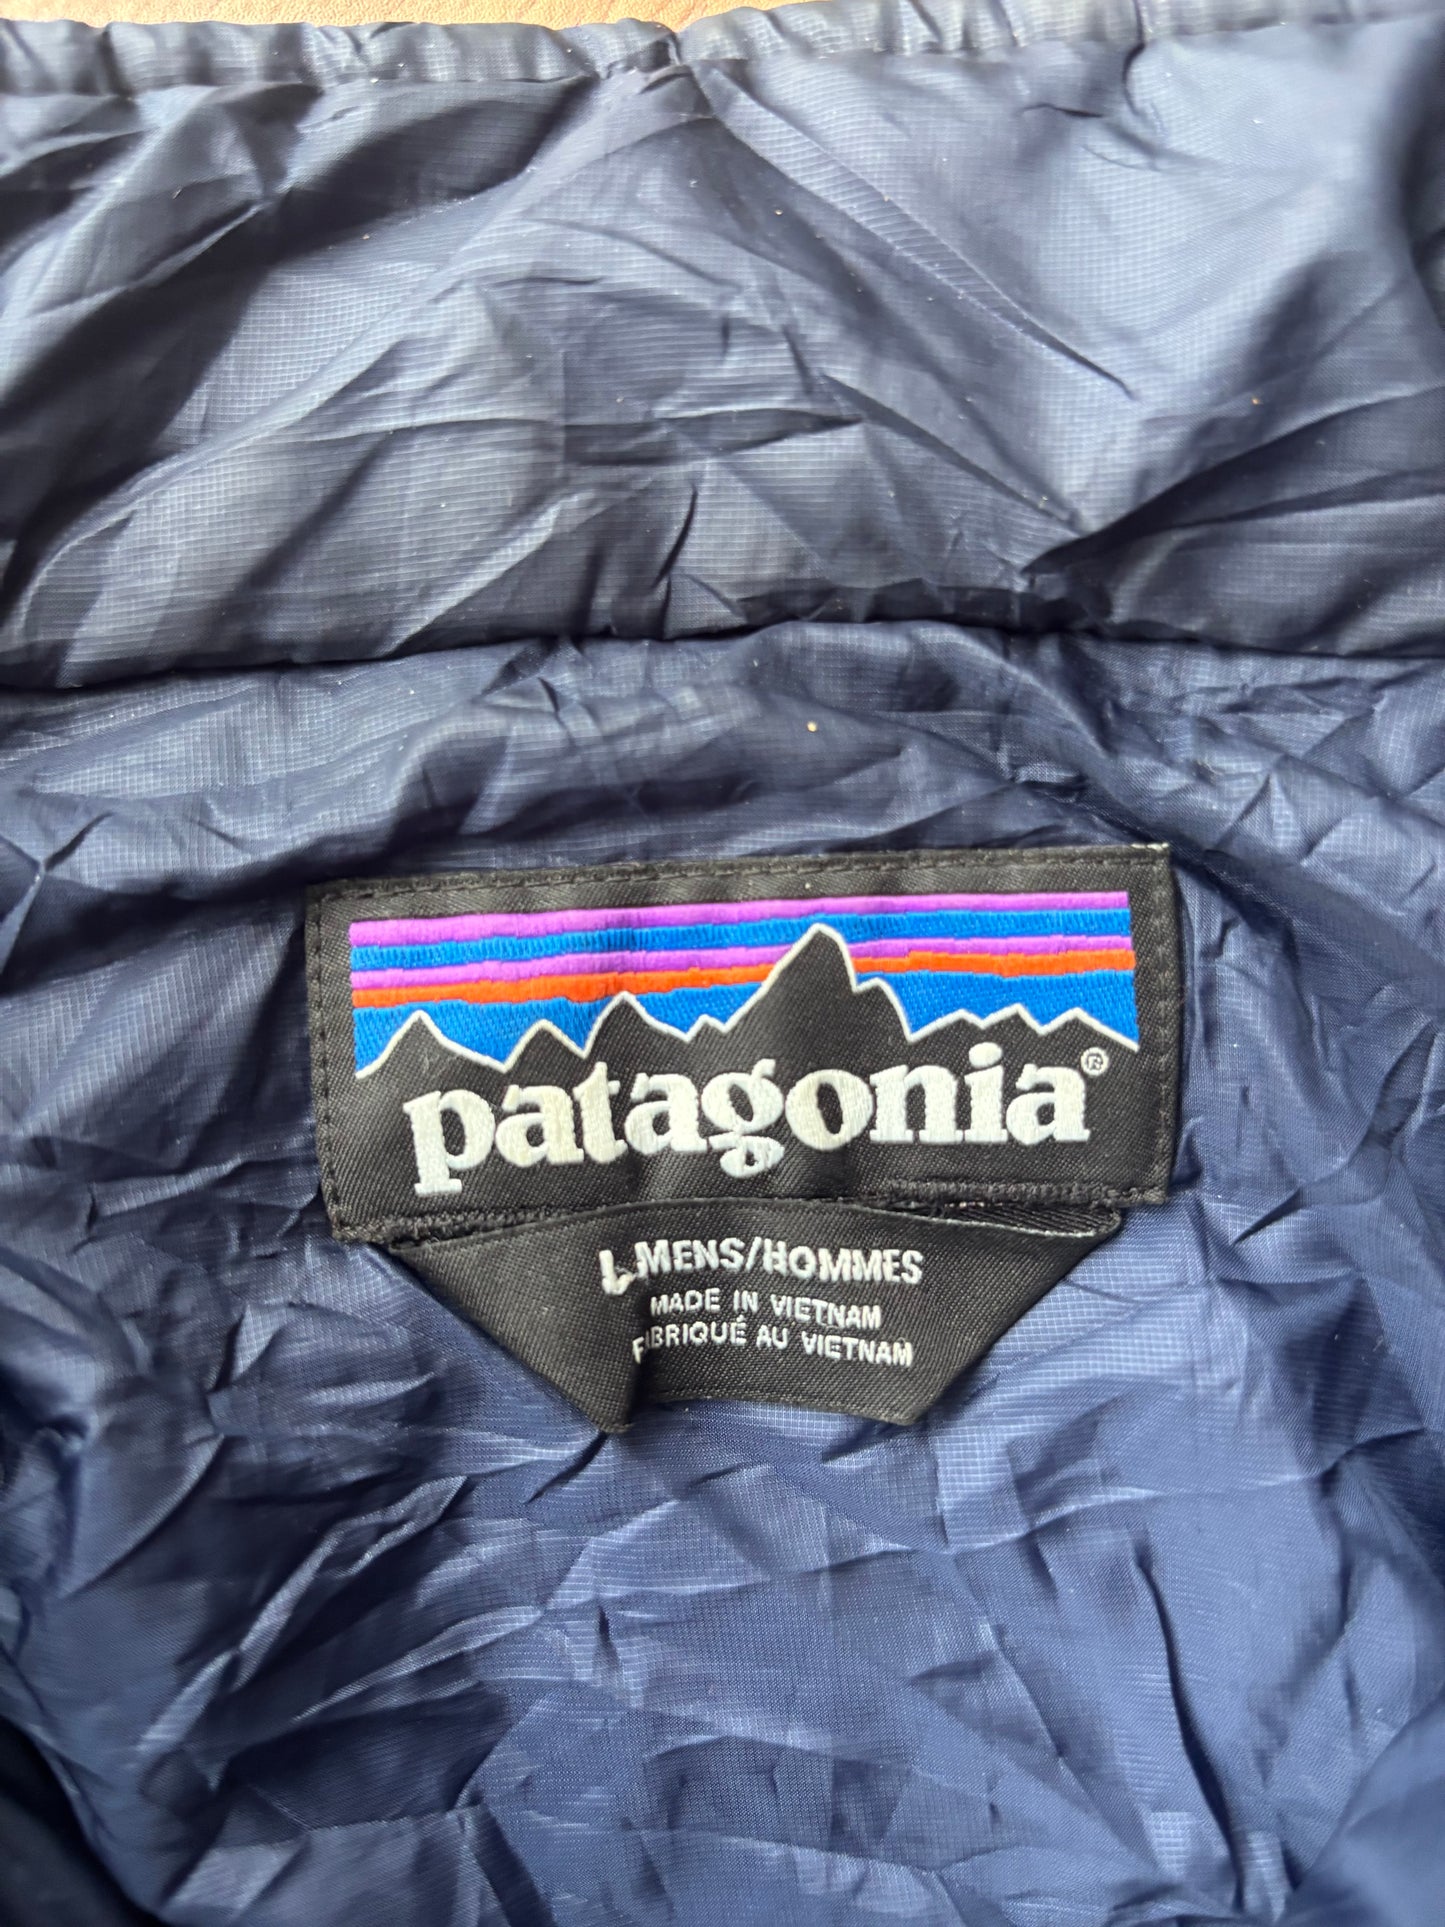 patagonia®
L MENS/HOMMES
MADE IN VIETNAM
FABRIQUÉ AU VIETNAM